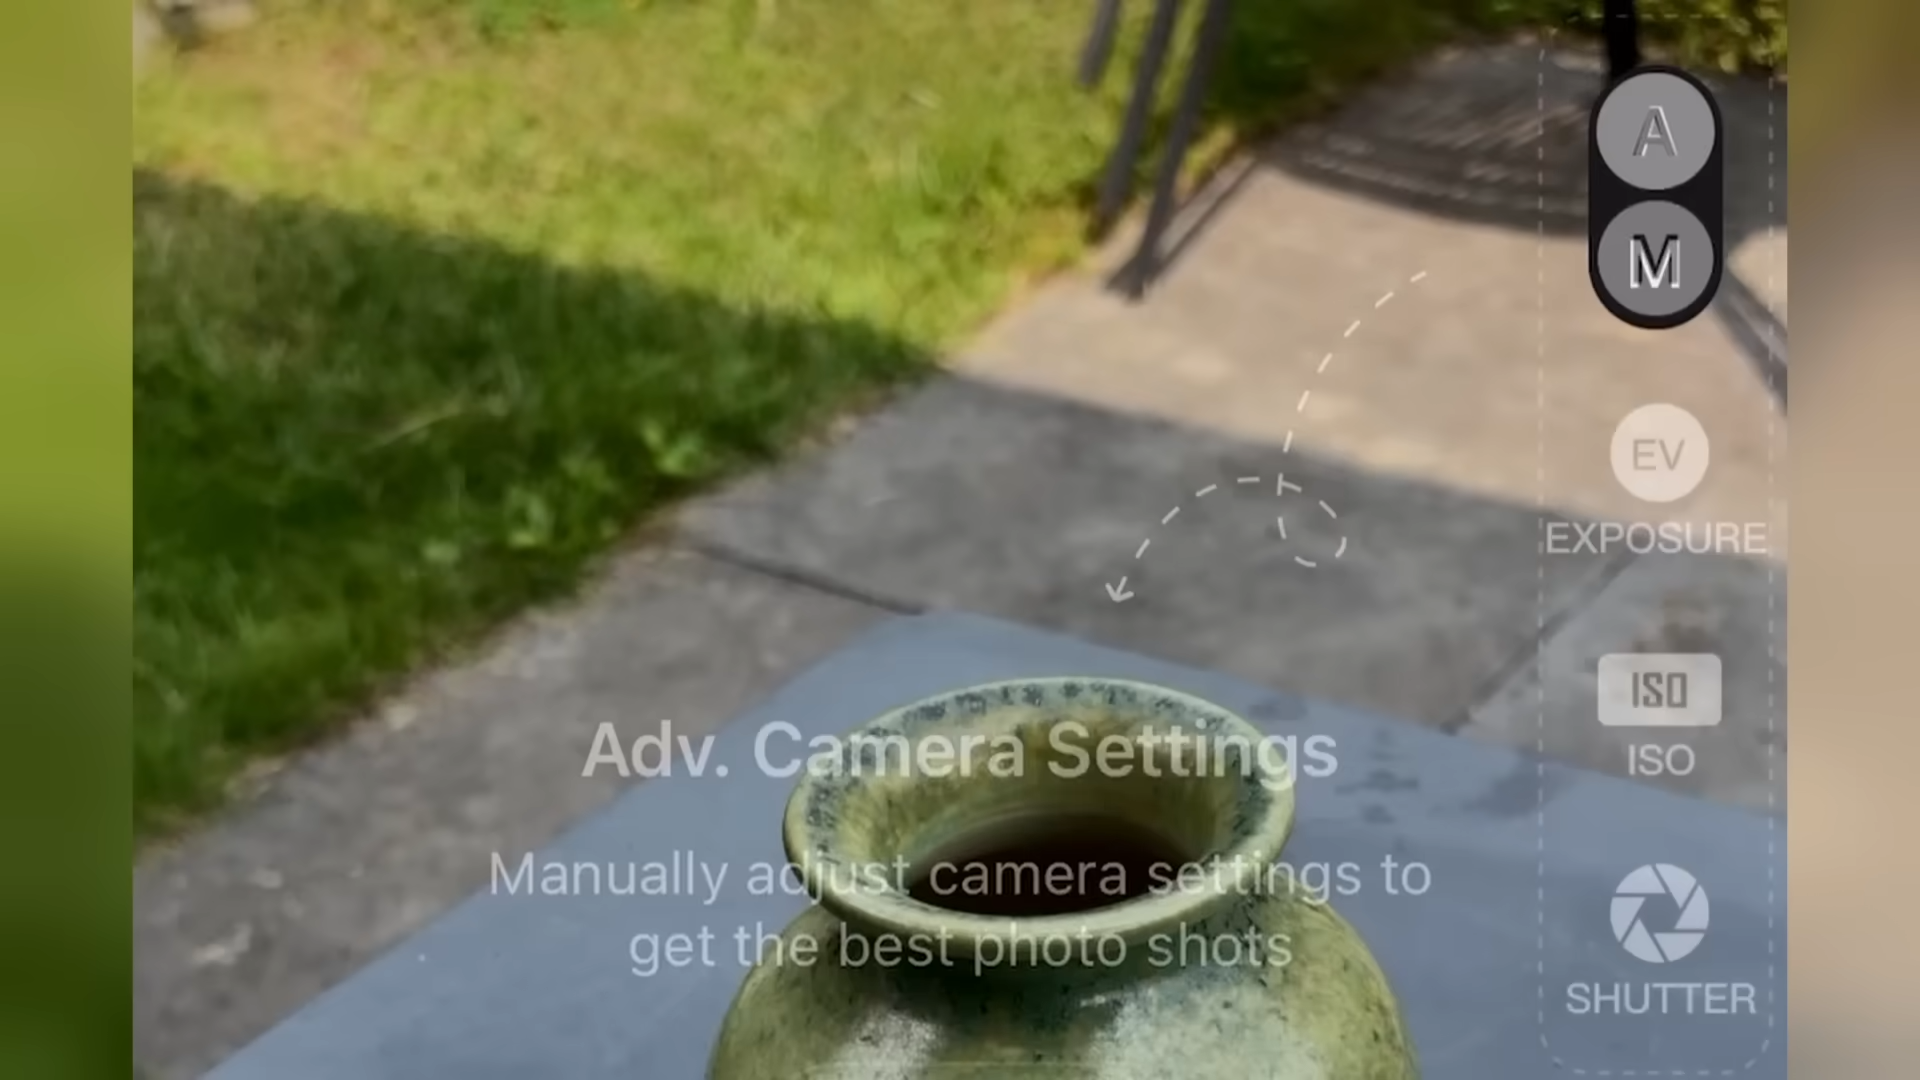 A
M
EV
EXPOSURE
ISO
ISO
Adv. Camera Settings
Manually adjust camera settings to
get the best photo shots
SHUTTER